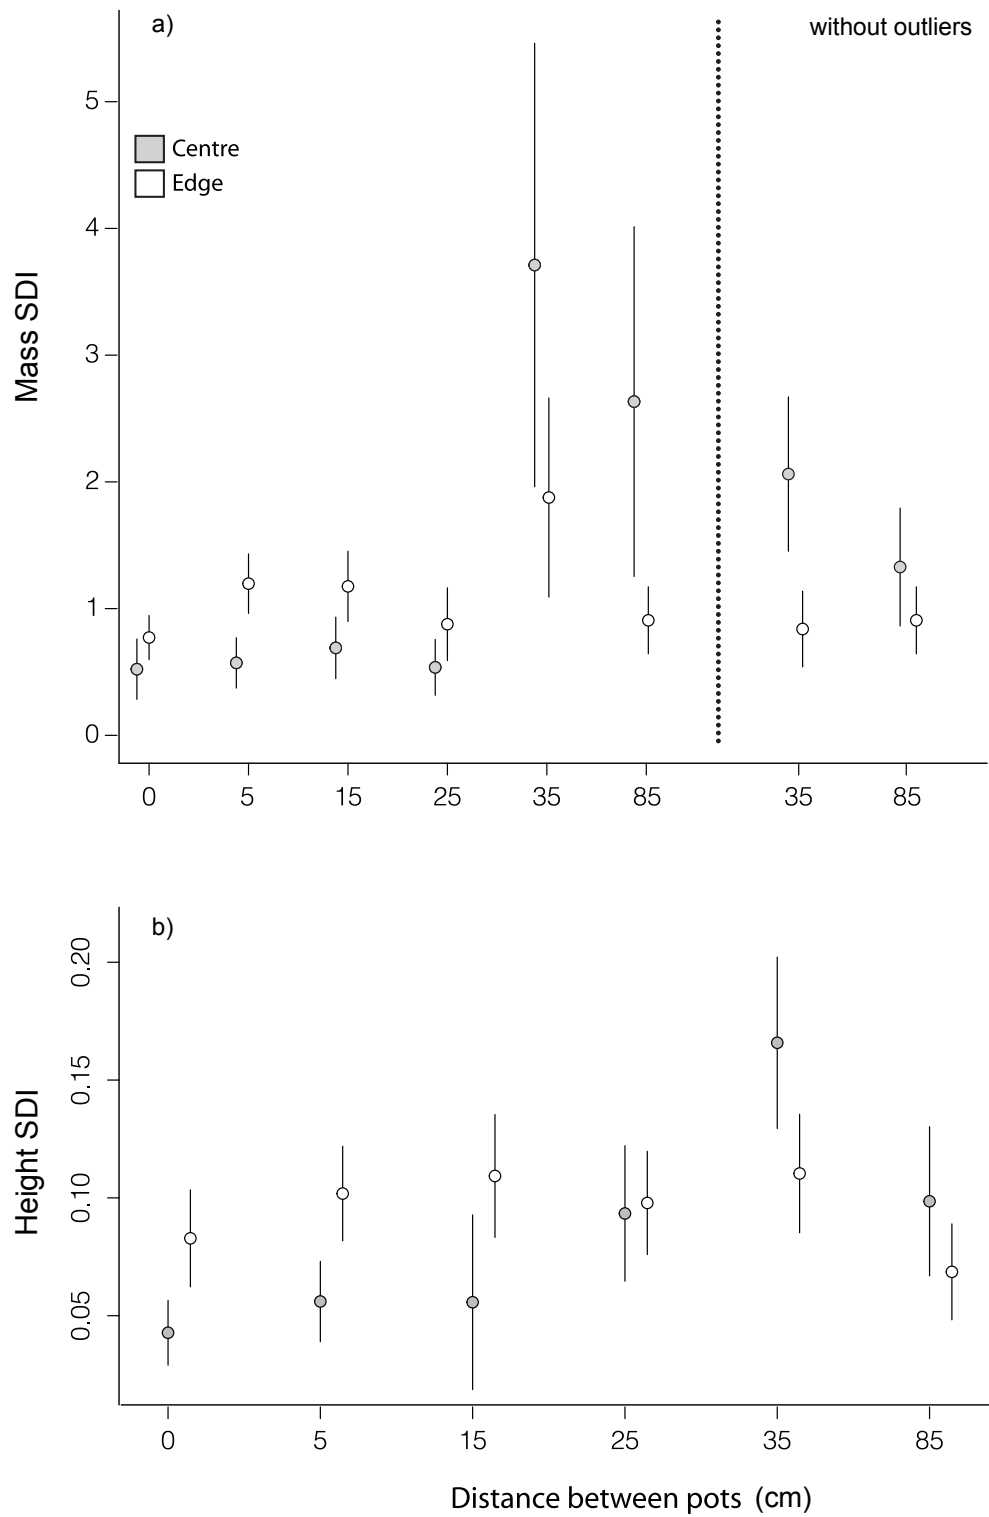 a)
without outliers
Centre
Edge
Mass SDI
5
4
3
2
1
0
0 5 15 25 35 85 35 85
b)
Height SDI
0.20
0.15
0.10
0.05
0 5 15 25 35 85
Distance between pots (cm)